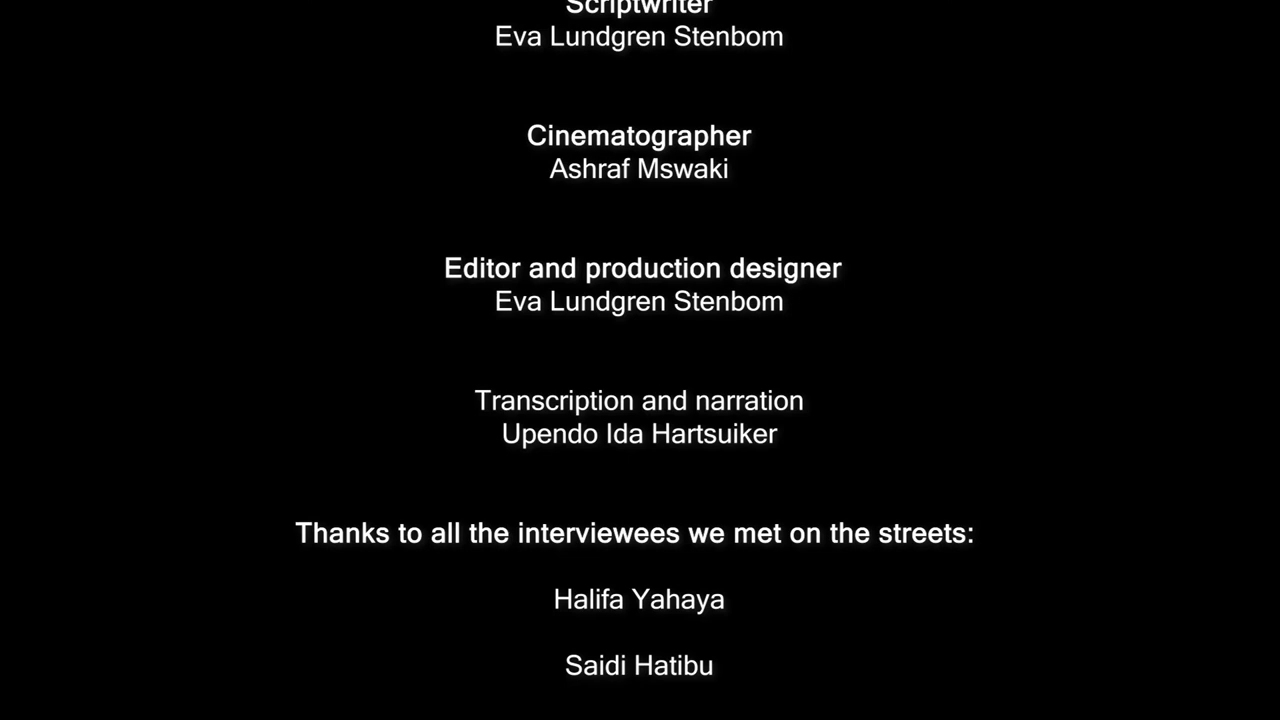 Scriptwriter
Eva Lundgren Stenbom
Cinematographer
Ashraf Mswaki
Editor and production designer
Eva Lundgren Stenbom
Transcription and narration
Upendo Ida Hartsuiker
Thanks to all the interviewees we met on the streets:
Halifa Yahaya
Saidi Hatibu